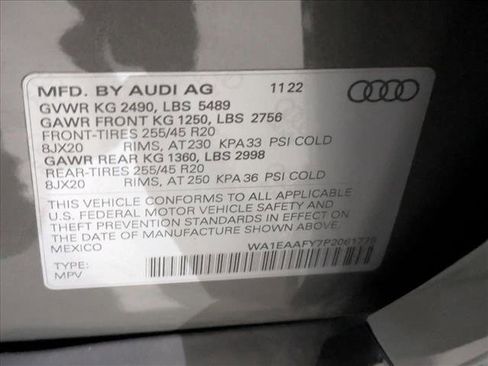 MFD. BY AUDI AG 11 22
GVWR KG 2490, LBS 5489
GAWR FRONT KG 1250, LBS 2756
FRONT-TIRES 255/45 R20
8JX20 RIMS, AT 230 KPA 33 PSI COLD
GAWR REAR KG 1360, LBS 2998
REAR-TIRES 255/45 R20
8JX20 RIMS, AT 250 KPA 36 PSI COLD
THIS VEHICLE CONFORMS TO ALL APPLICABLE
U.S. FEDERAL MOTOR VEHICLE SAFETY AND
THEFT PREVENTION STANDARDS IN EFFECT ON
THE DATE OF MANUFACTURE SHOWN ABOVE.
MEXICO WA1EAAFY7P2061775
TYPE:
MPV